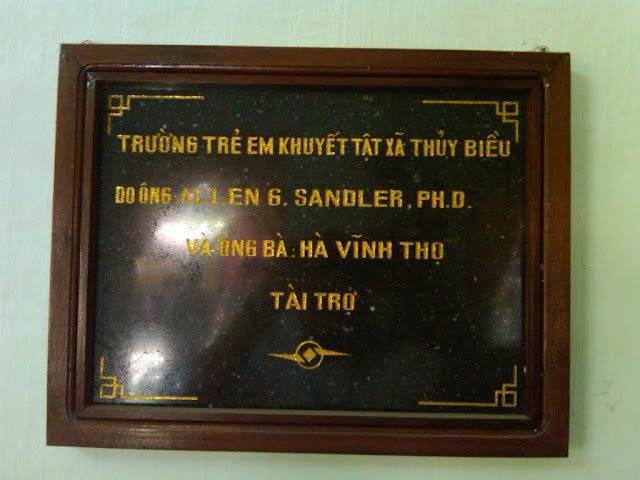 TRƯỜNG TRẺ EM KHUYẾT TẬT XÃ THỦY BIỀU
DO ÔNG: ALLEN G. SANDLER, PH.D.
VÀ ÔNG BÀ: HÀ VĨNH THỌ
TÀI TRỢ